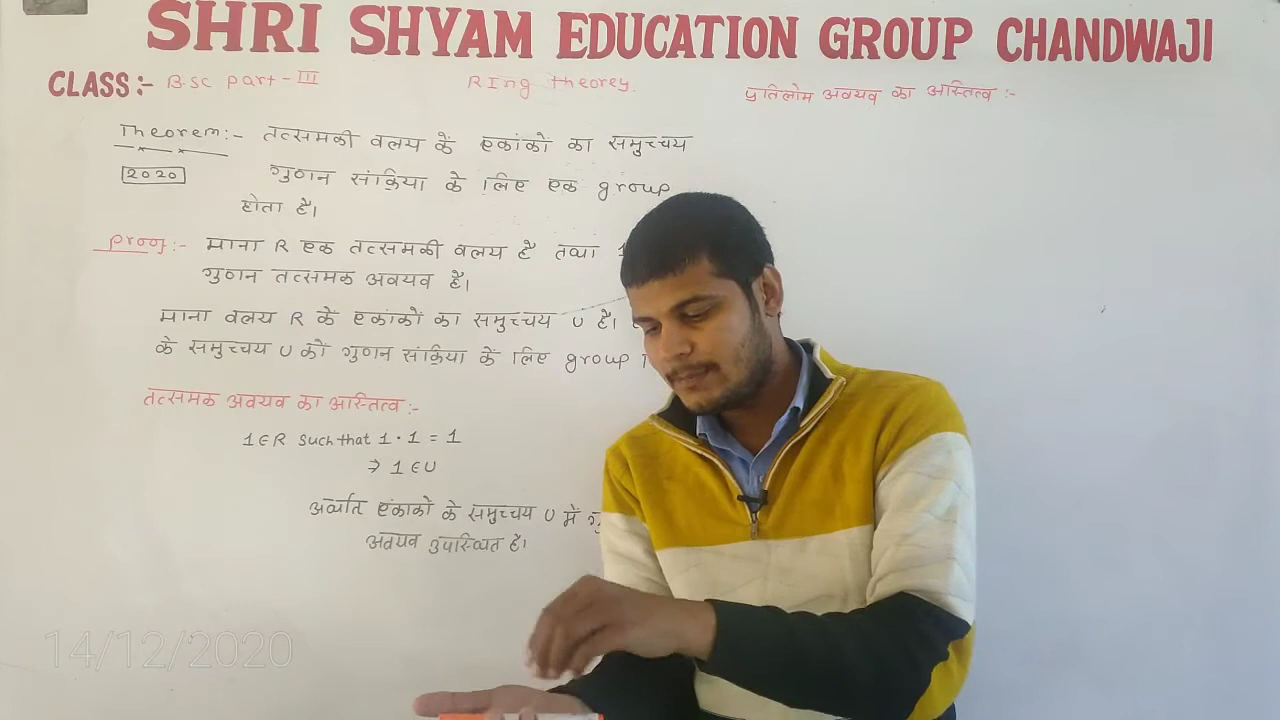 SHRI SHYAM EDUCATION GROUP CHANDWAJI
CLASS:- B.SC part-III
RIng theorey.
प्रतिलोम अवयव का अस्तित्व :-
Theorem:- तत्समकी वलय के एकांकों का समुच्चय
2020
गुणन संक्रिया के लिए एक group
होता है।
Proof:- माना R एक तत्समकी वलय है तथा 1
गुणन तत्समक अवयव है।
माना वलय R के एकांकों का समुच्चय U है।
के समुच्चय U को गुणन संक्रिया के लिए group
तत्समक अवयव का अस्तित्व :-
1 ∈ R Such that 1 · 1 = 1
⇒ 1 ∈ U
अर्थात एकांकों के समुच्चय U में
अवयव उपस्थित है।
14/12/2020